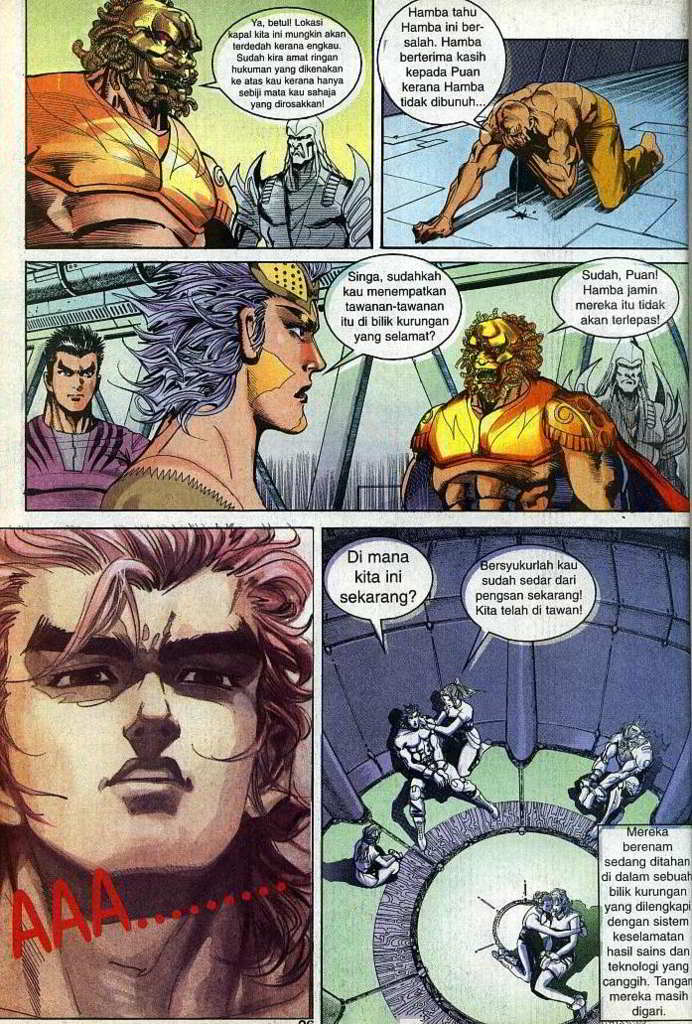 Ya, betul! Lokasi
kapal kita ini mungkin akan
terdedah kerana engkau.
Sudah kira amat ringan
hukuman yang dikenakan
ke atas kau kerana hanya
sebiji mata kau sahaja
yang dirosakkan!
Hamba tahu
Hamba ini ber-
salah. Hamba
berterima kasih
kepada Puan
kerana Hamba
tidak dibunuh...
Singa, sudahkah
kau menempatkan
tawanan-tawanan
itu di bilik kurungan
yang selamat?
Sudah, Puan!
Hamba jamin
mereka itu tidak
akan terlepas!
AAA.........
Di mana
kita ini
sekarang?
Bersyukurlah kau
sudah sedar dari
pengsan sekarang!
Kita telah di tawan!
Mereka
berenam
sedang ditahan
di dalam sebuah
bilik kurungan
yang dilengkapi
dengan sistem
keselamatan
hasil sains dan
teknologi yang
canggih. Tangan
mereka masih
digari.